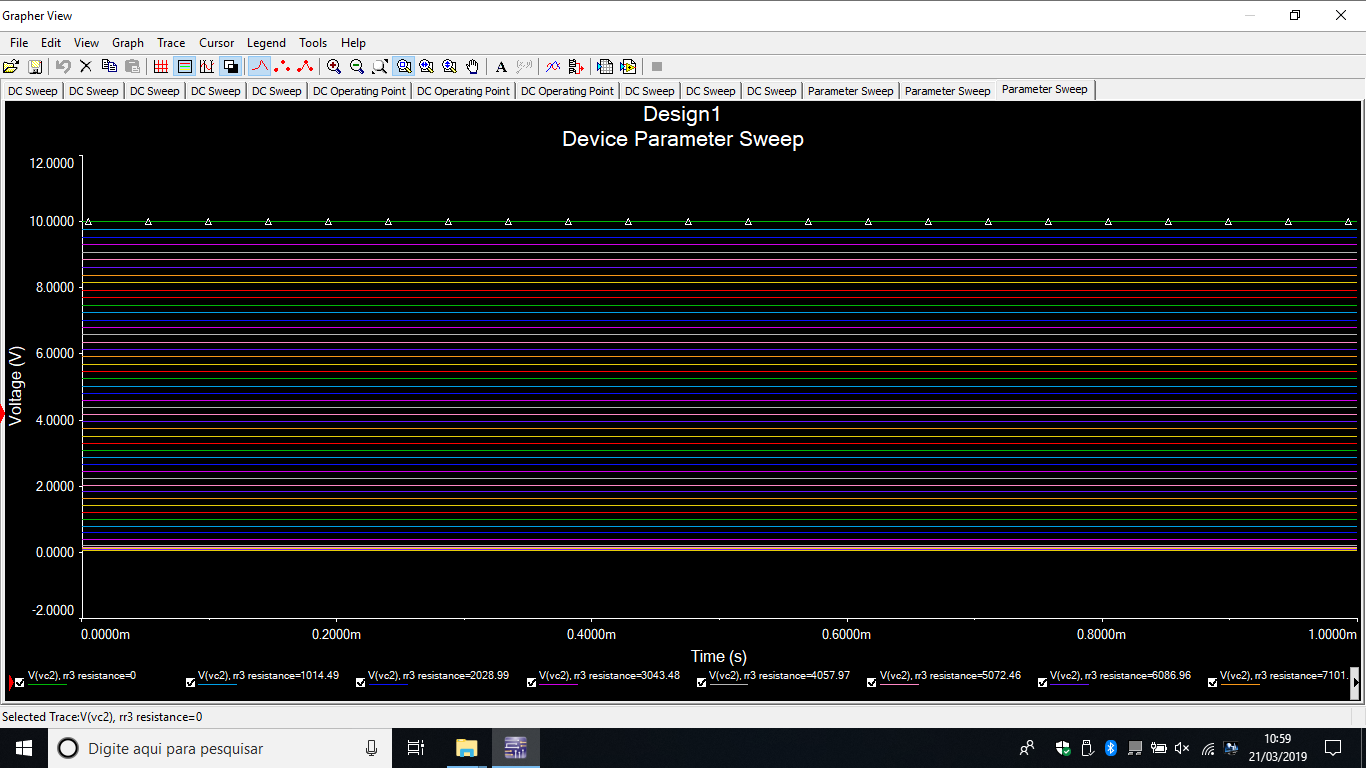 Grapher View
File Edit View Graph Trace Cursor Legend Tools Help
A
DC Sweep DC Sweep DC Sweep DC Sweep DC Sweep DC Operating Point DC Operating Point DC Operating Point DC Sweep DC Sweep DC Sweep Parameter Sweep Parameter Sweep Parameter Sweep
Design1
Device Parameter Sweep
12.0000
10.0000
8.0000
6.0000
4.0000
2.0000
0.0000
-2.0000
Voltage (V)
0.0000m 0.2000m 0.4000m 0.6000m 0.8000m 1.0000m
Time (s)
V(vc2), rr3 resistance=0 V(vc2), rr3 resistance=1014.49 V(vc2), rr3 resistance=2028.99 V(vc2), rr3 resistance=3043.48 V(vc2), rr3 resistance=4057.97 V(vc2), rr3 resistance=5072.46 V(vc2), rr3 resistance=6086.96 V(vc2), rr3 resistance=7101.
Selected Trace:V(vc2), rr3 resistance=0
Digite aqui para pesquisar
10:59
21/03/2019